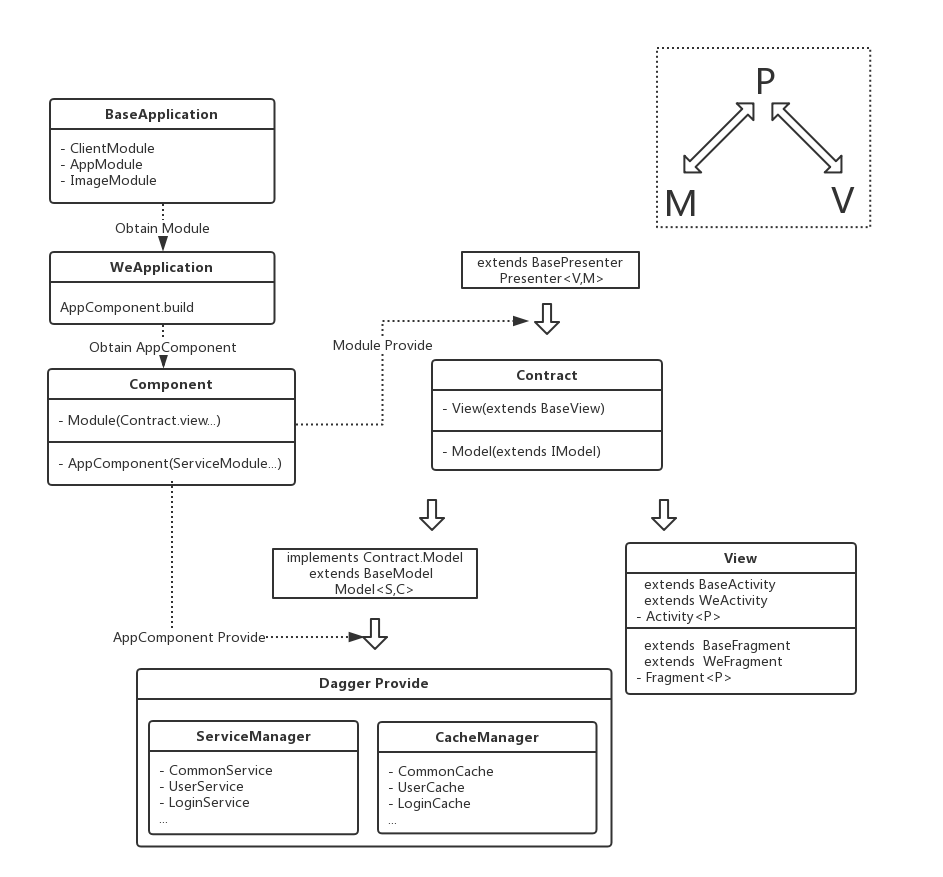 P
M
V
BaseApplication
- ClientModule
- AppModule
- ImageModule
Obtain Module
WeApplication
AppComponent.build
Obtain AppComponent
Component
- Module(Contract.view...)
- AppComponent(ServiceModule...)
extends BasePresenter
Presenter<V,M>
Module Provide
Contract
- View(extends BaseView)
- Model(extends IModel)
implements Contract.Model
extends BaseModel
Model<S,C>
View
extends BaseActivity
extends WeActivity
- Activity<P>
extends  BaseFragment
extends  WeFragment
- Fragment<P>
AppComponent Provide
Dagger Provide
ServiceManager
- CommonService
- UserService
- LoginService
...
CacheManager
- CommonCache
- UserCache
- LoginCache
...